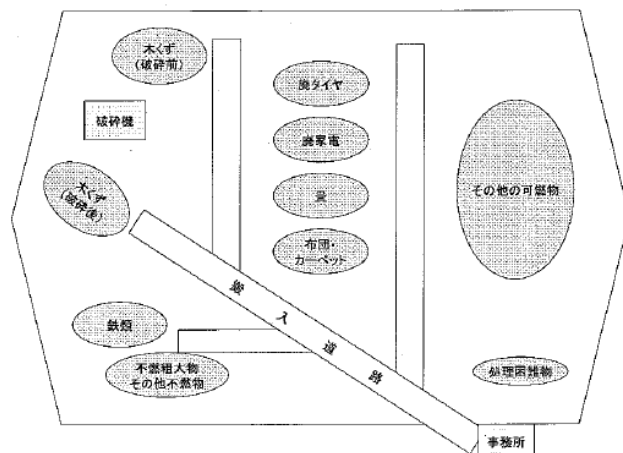 木くず
(破砕前)
廃タイヤ
破砕機
廃家電
木くず
(破砕後)
畳
その他の可燃物
布団・
カーペット
搬入道路
鉄類
不燃粗大物
その他不燃物
処理困難物
事務所